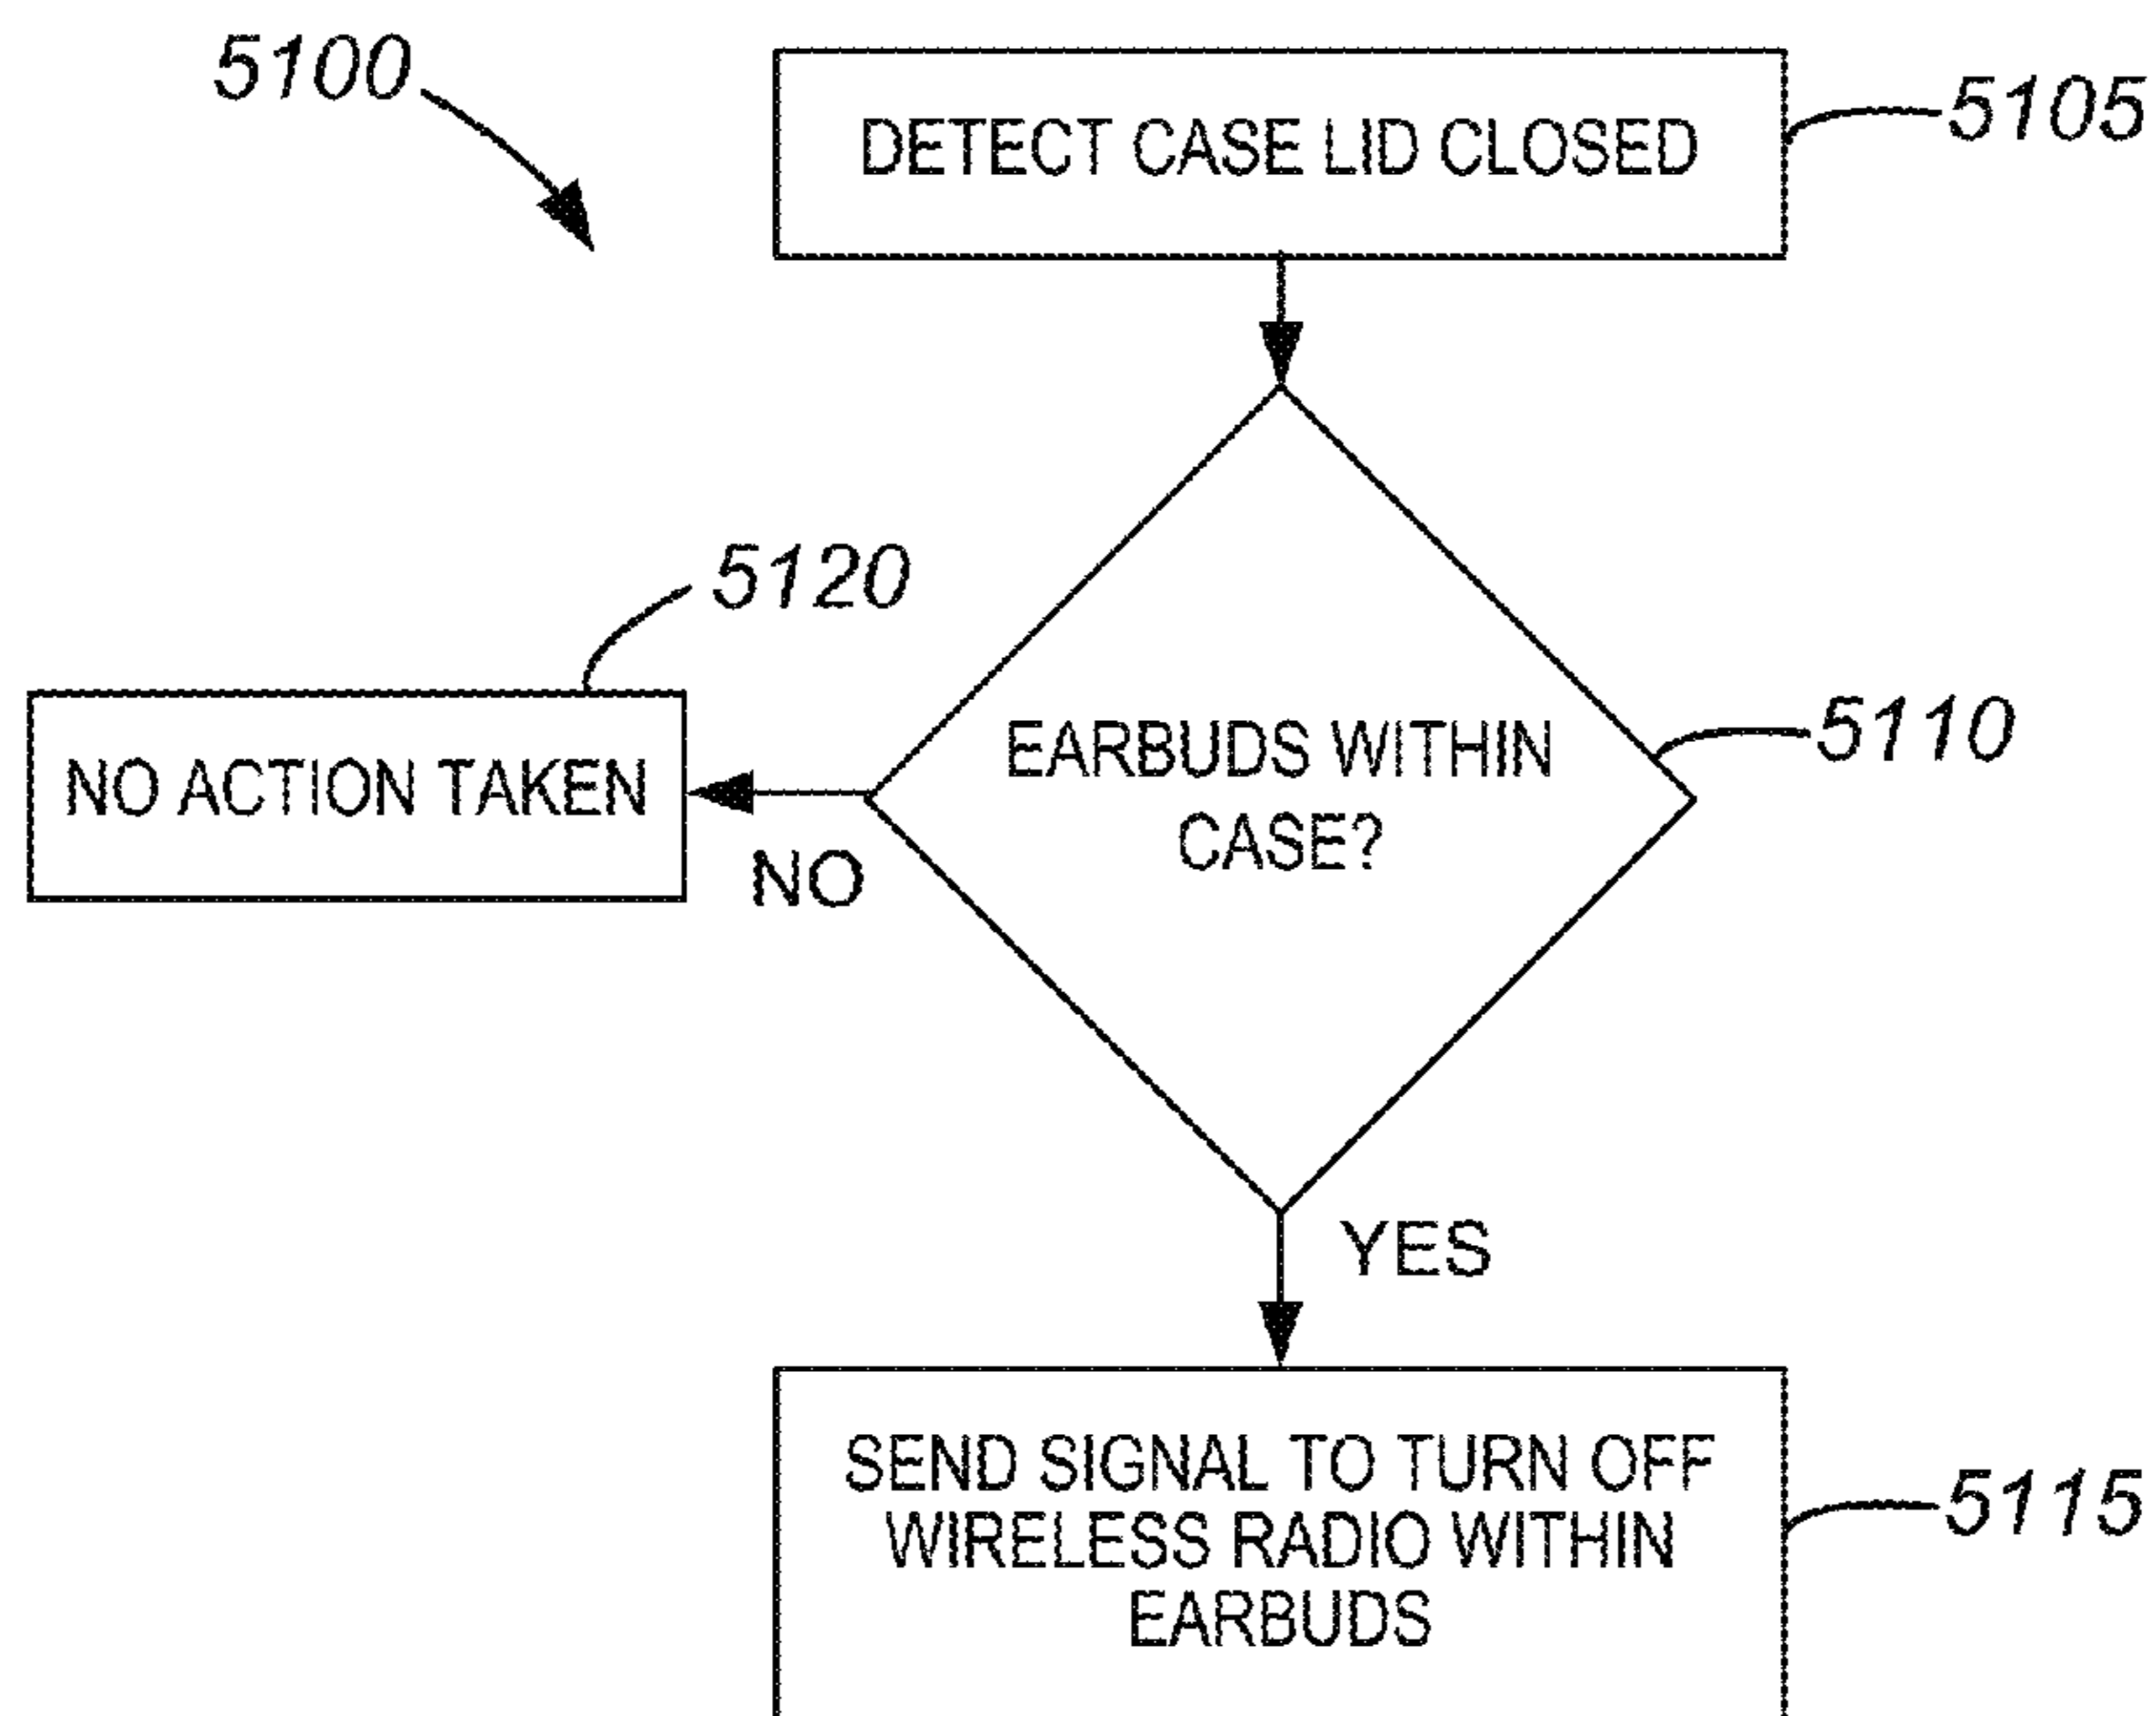 5100
DETECT CASE LID CLOSED
5105
5120
EARBUDS WITHIN
CASE?
5110
NO ACTION TAKEN
NO
YES
SEND SIGNAL TO TURN OFF
WIRELESS RADIO WITHIN
EARBUDS
5115